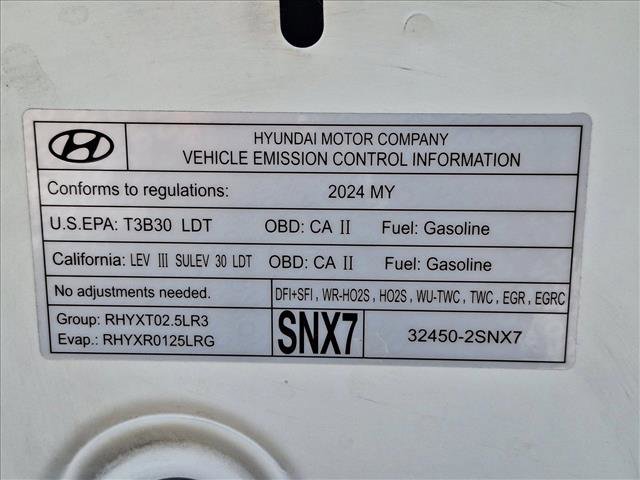 HYUNDAI MOTOR COMPANY
VEHICLE EMISSION CONTROL INFORMATION
Conforms to regulations: 2024 MY
U.S.EPA: T3B30 LDT OBD: CA II Fuel: Gasoline
California: LEV III SULEV 30 LDT OBD: CA II Fuel: Gasoline
No adjustments needed. DFI+SFI, WR-HO2S, HO2S, WU-TWC, TWC, EGR, EGRC
Group: RHYXT02.5LR3
Evap.: RHYXR0125LRG
SNX7
32450-2SNX7